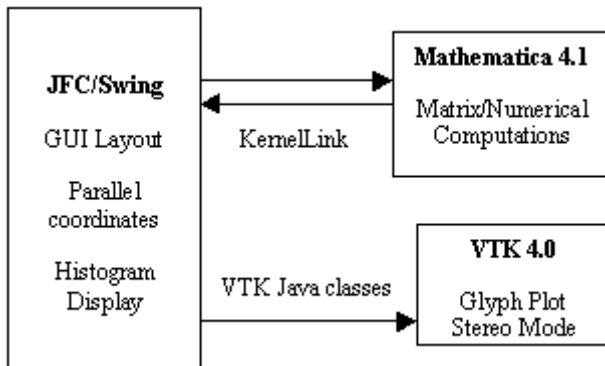 JFC/Swing
GUI Layout
Parallel
coordinates
Histogram
Display
KernelLink
VTK Java classes
Mathematica 4.1
Matrix/Numerical
Computations
VTK 4.0
Glyph Plot
Stereo Mode